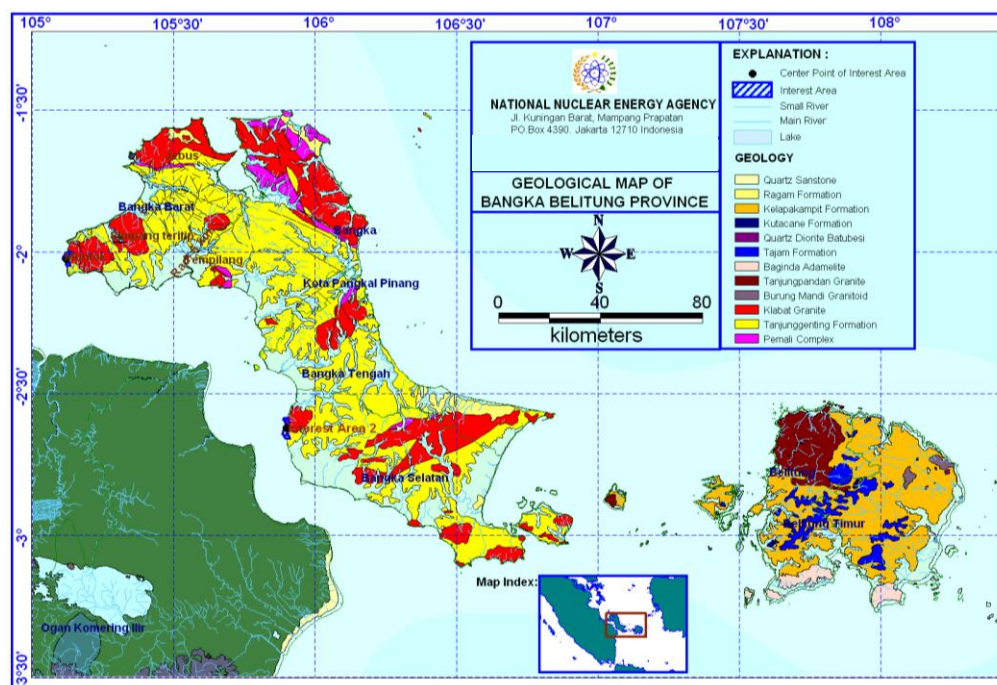 105°
105°30'
106°
106°30'
107°
107°30'
108°
-1°30'
-2°
-2°30'
-3°
-3°30'
NATIONAL NUCLEAR ENERGY AGENCY
Jl. Kuningan Barat, Mampang Prapatan
PO.Box 4390. Jakarta 12710 Indonesia
GEOLOGICAL MAP OF
BANGKA BELITUNG PROVINCE
N
W E
S
0 40 80
kilometers
EXPLANATION :
Center Point of Interest Area
Interest Area
Small River
Main River
Lake
GEOLOGY
Quartz Sanstone
Ragam Formation
Kelapakampit Formation
Kutacane Formation
Quartz Diorite Batubesi
Tajam Formation
Baginda Adamelite
Tanjungpandan Granite
Burung Mandi Granitoid
Klabat Granite
Tanjunggenting Formation
Pemali Complex
Bangka Barat
Bangka
Kota Pangkal Pinang
Bangka Tengah
Interest Area 2
Bangka Selatan
Belitung
Belitung Timur
Map Index:
Ogan Komering Ilir